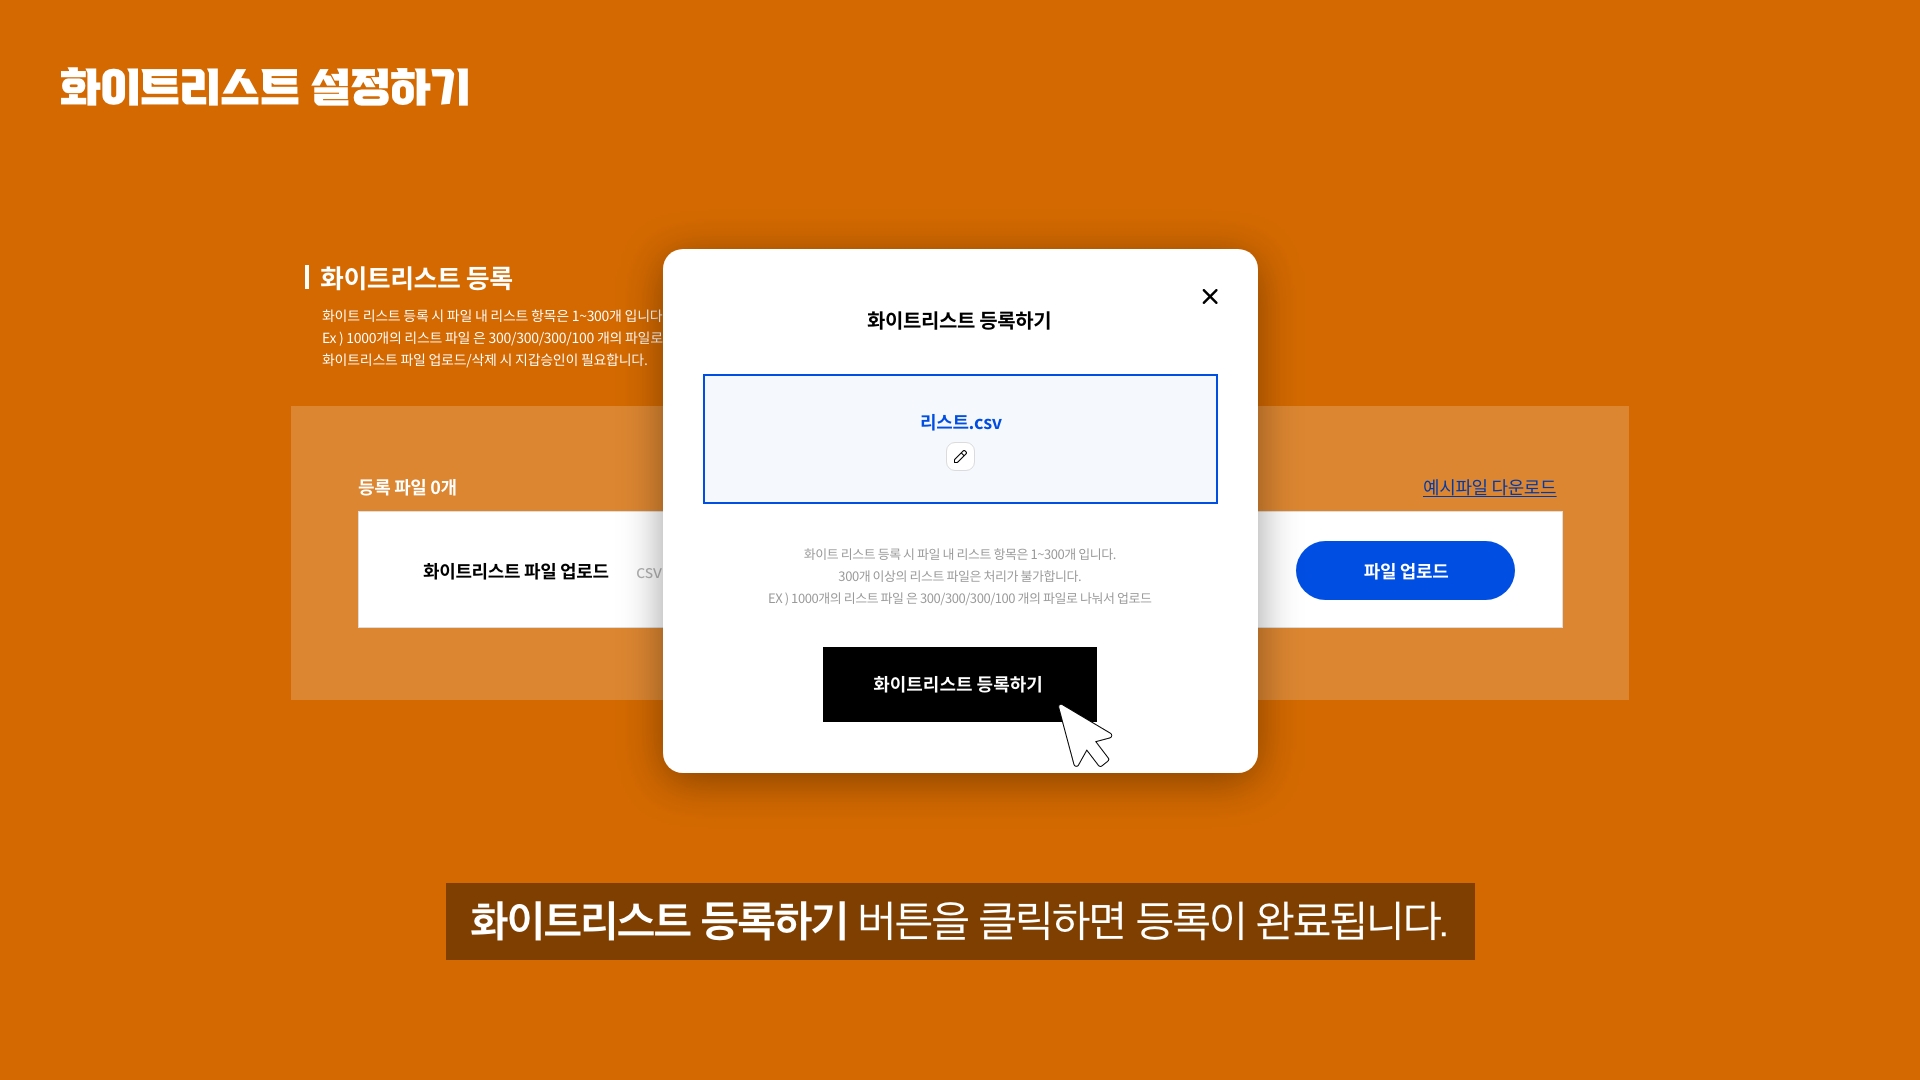 화이트리스트 설정하기
화이트리스트 등록
화이트 리스트 등록 시 파일 내 리스트 항목은 1~300개 입니다
Ex ) 1000개의 리스트 파일 은 300/300/300/100 개의 파일로
화이트리스트 파일 업로드/삭제 시 지갑승인이 필요합니다.
등록 파일 0개
예시파일 다운로드
화이트리스트 파일 업로드
CSV
파일 업로드
화이트리스트 등록하기
리스트.csv
화이트 리스트 등록 시 파일 내 리스트 항목은 1~300개 입니다.
300개 이상의 리스트 파일은 처리가 불가합니다.
EX ) 1000개의 리스트 파일 은 300/300/300/100 개의 파일로 나눠서 업로드
화이트리스트 등록하기
화이트리스트 등록하기 버튼을 클릭하면 등록이 완료됩니다.